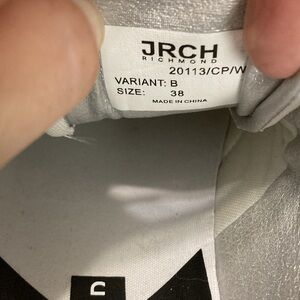 JRCH
RICHMOND
20113/CP/W
VARIANT: B
SIZE: 38
MADE IN CHINA